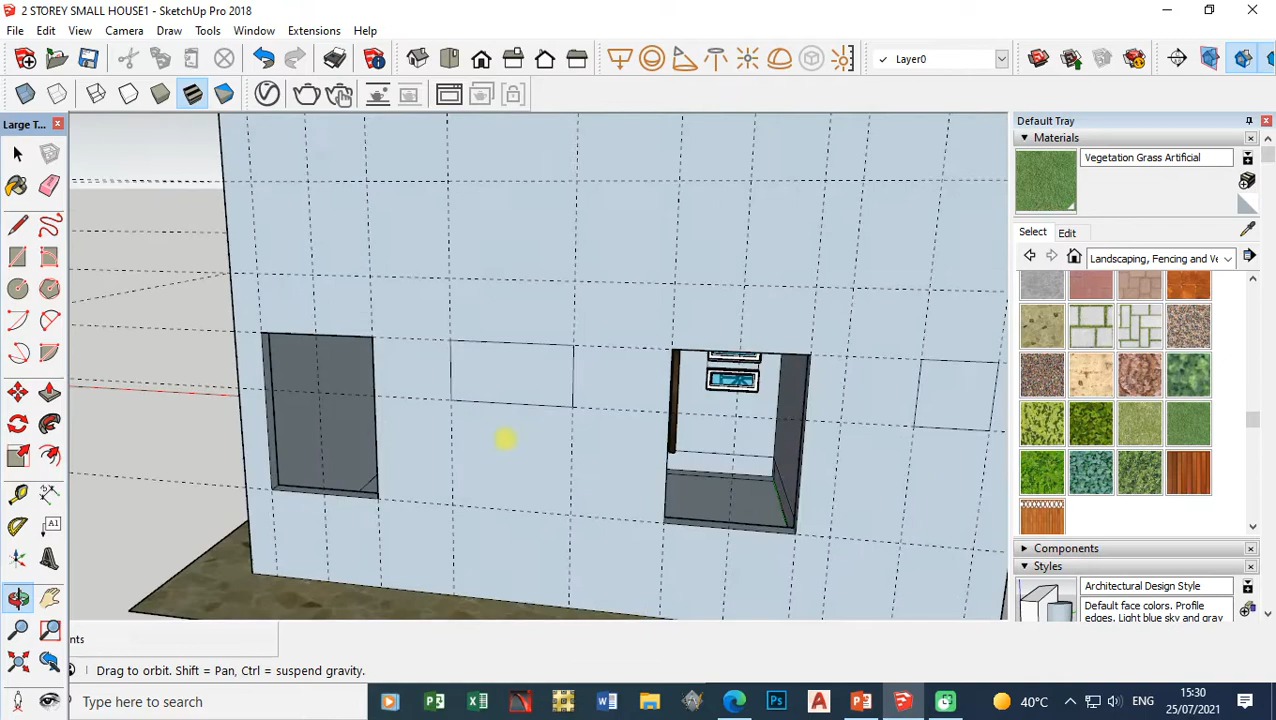 2 STOREY SMALL HOUSE1 - SketchUp Pro 2018
File Edit View Camera Draw Tools Window Extensions Help
Layer0
Large T...
Default Tray
Materials
Vegetation Grass Artificial
Select Edit
Landscaping, Fencing and Ve
A1
Components
Styles
Architectural Design Style
Default face colors. Profile
edges. Light blue sky and gray
nts
Drag to orbit. Shift = Pan, Ctrl = suspend gravity.
Type here to search
40°C
ENG
15:30
25/07/2021